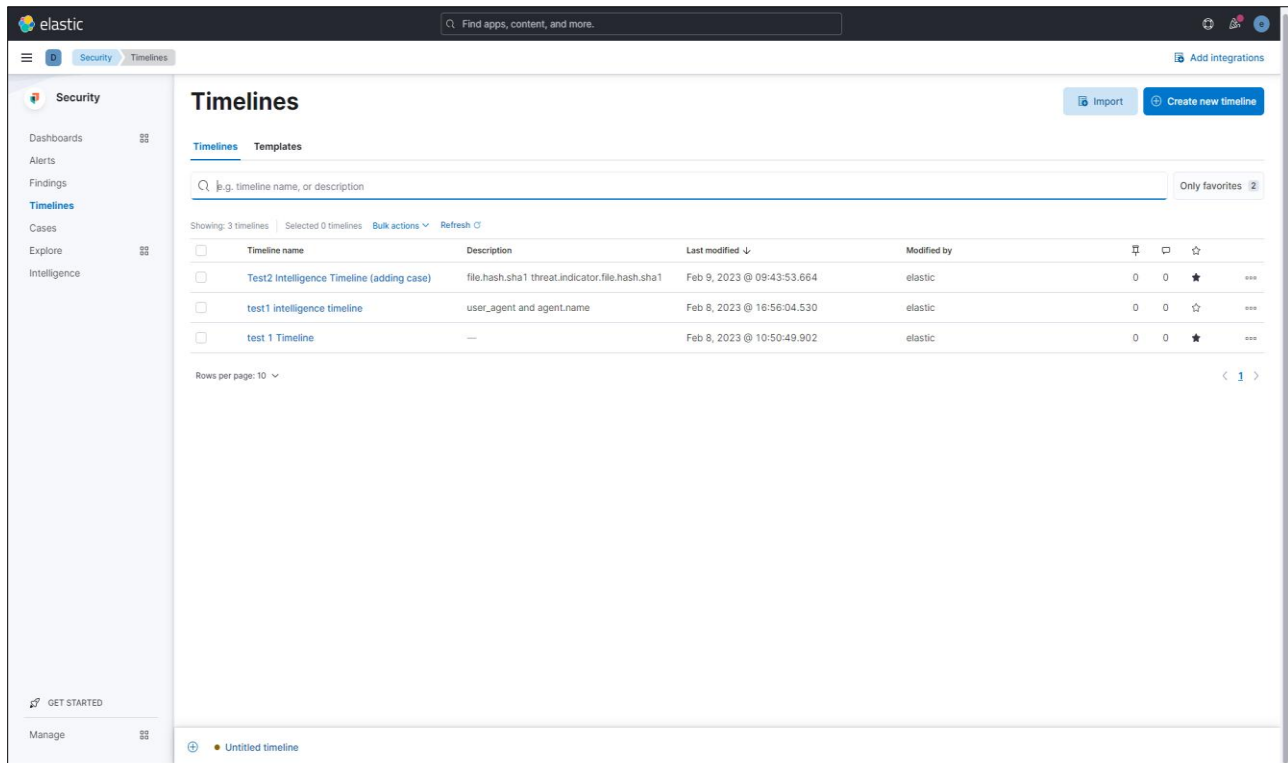 elastic
Find apps, content, and more.
e
D
Security
Timelines
Add integrations
Security
Dashboards
Alerts
Findings
Timelines
Cases
Explore
Intelligence
GET STARTED
Manage
Timelines
Import
Create new timeline
Timelines Templates
e.g. timeline name, or description
Only favorites 2
Showing: 3 timelines Selected 0 timelines Bulk actions Refresh
Timeline name Description Last modified Modified by
Test2 Intelligence Timeline (adding case) file.hash.sha1 threat.indicator.file.hash.sha1 Feb 9, 2023 @ 09:43:53.664 elastic 0 0
test1 intelligence timeline user_agent and agent.name Feb 8, 2023 @ 16:56:04.530 elastic 0 0
test 1 Timeline — Feb 8, 2023 @ 10:50:49.902 elastic 0 0
Rows per page: 10
1
Untitled timeline